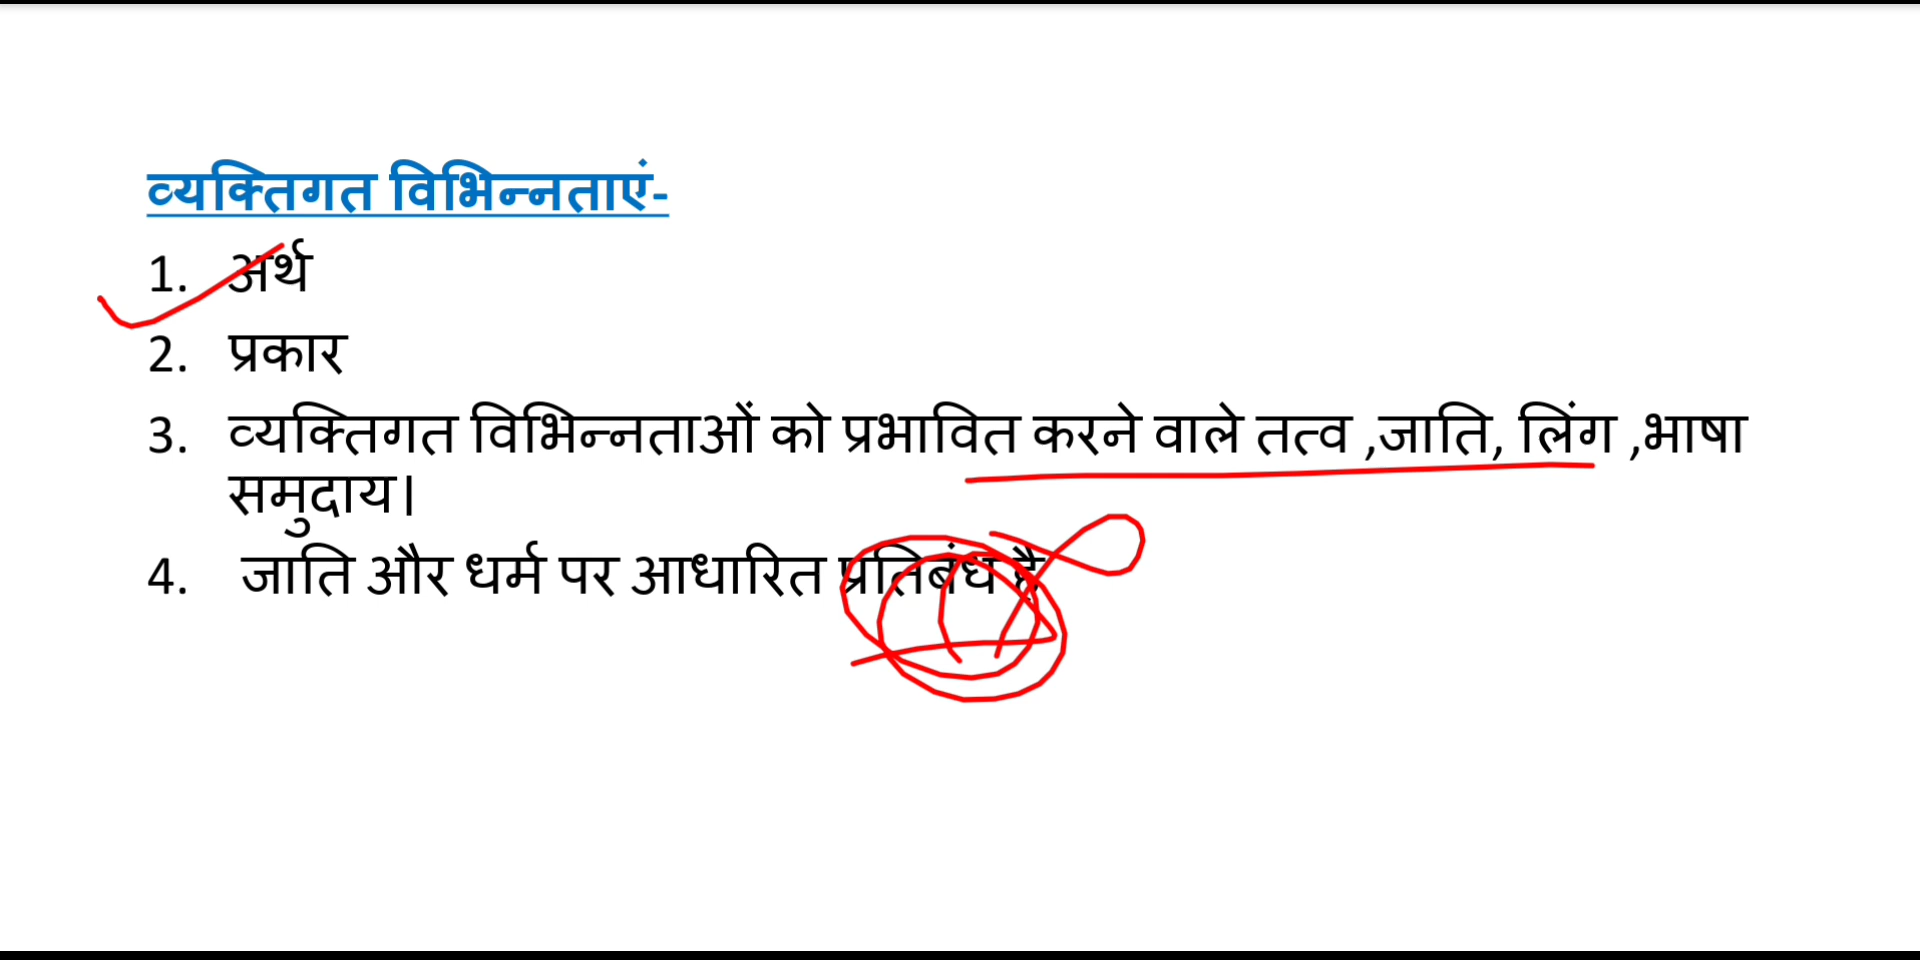 व्यक्तिगत विभिन्नताएं-
1. अर्थ
2. प्रकार
3. व्यक्तिगत विभिन्नताओं को प्रभावित करने वाले तत्व ,जाति, लिंग ,भाषा
समुदाय।
4. जाति और धर्म पर आधारित प्रतिबंध है